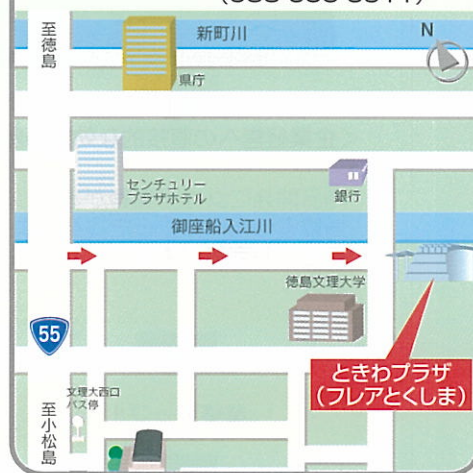 新町川
N
至徳島
県庁
センチュリー
プラザホテル
銀行
御座船入江川
徳島文理大学
55
ときわプラザ
(フレアとくしま)
文理大西口
バス停
至小松島